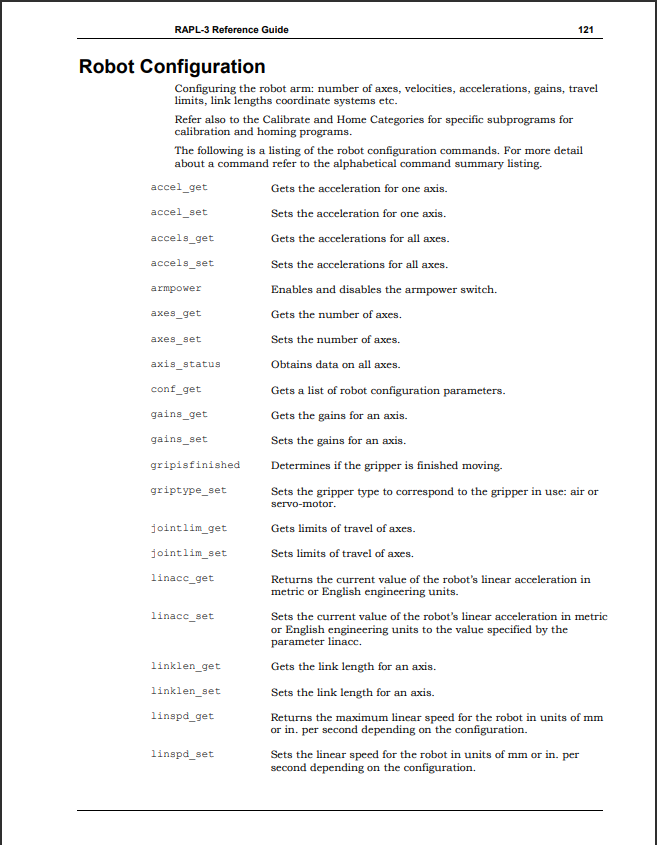 RAPL-3 Reference Guide 121
Robot Configuration
Configuring the robot arm: number of axes, velocities, accelerations, gains, travel
limits, link lengths coordinate systems etc.
Refer also to the Calibrate and Home Categories for specific subprograms for
calibration and homing programs.
The following is a listing of the robot configuration commands. For more detail
about a command refer to the alphabetical command summary listing.
accel_get Gets the acceleration for one axis.
accel_set Sets the acceleration for one axis.
accels_get Gets the accelerations for all axes.
accels_set Sets the accelerations for all axes.
armpower Enables and disables the armpower switch.
axes_get Gets the number of axes.
axes_set Sets the number of axes.
axis_status Obtains data on all axes.
conf_get Gets a list of robot configuration parameters.
gains_get Gets the gains for an axis.
gains_set Sets the gains for an axis.
gripisfinished Determines if the gripper is finished moving.
griptype_set Sets the gripper type to correspond to the gripper in use: air or
servo-motor.
jointlim_get Gets limits of travel of axes.
jointlim_set Sets limits of travel of axes.
linacc_get Returns the current value of the robot’s linear acceleration in
metric or English engineering units.
linacc_set Sets the current value of the robot’s linear acceleration in metric
or English engineering units to the value specified by the
parameter linacc.
linklen_get Gets the link length for an axis.
linklen_set Sets the link length for an axis.
linspd_get Returns the maximum linear speed for the robot in units of mm
or in. per second depending on the configuration.
linspd_set Sets the linear speed for the robot in units of mm or in. per
second depending on the configuration.